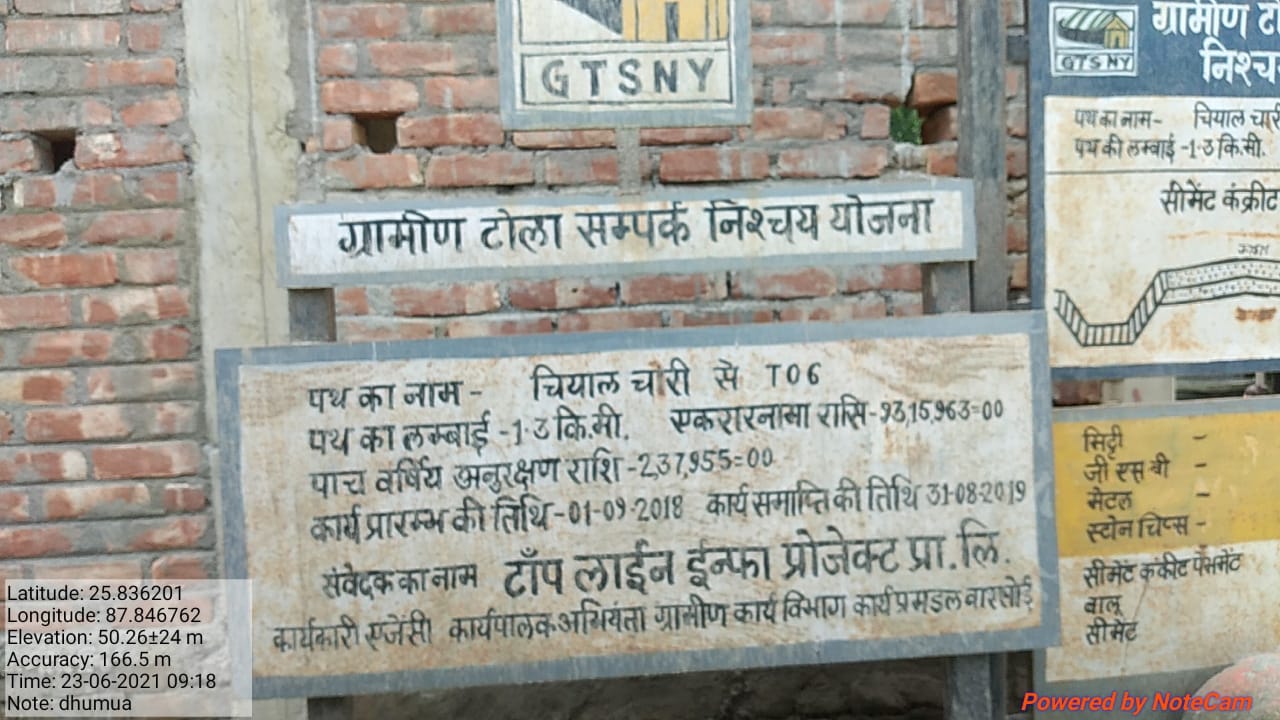 GTSNY
ग्रामीण टोला सम्पर्क निश्चय योजना
पथ का नाम - चियाल चारी से T06
पथ का लम्बाई -1·3 कि.मी. एकरारनामा रासि-93,15,963=00
पाच वर्षिय अनुरक्षण राशि -2,37,955=00
कार्य प्रारम्भ की तिथि-01-09-2018 कार्य समाप्ति की तिथि 31-08-2019
संवेदक का नाम टाँप लाईन ईन्फा प्रोजेक्ट प्रा.लि.
कार्यकारी एजेंसी कार्यपालक अभियंता ग्रामीण कार्य विभाग कार्य प्रमडल वारसोई
GTSNY
ग्रामीण
पथ का नाम- चियाल चारी
पथ की लम्बाई -1·3 कि.मी.
सीमेंट कंक्रीट
मिट्टी -
जी एस बी -
मेटल -
स्टोन चिप्स -
सीमेंट कंकीट पेभमेंट
बालू
सीमेंट
Latitude: 25.836201
Longitude: 87.846762
Elevation: 50.26±24 m
Accuracy: 166.5 m
Time: 23-06-2021 09:18
Note: dhumua
Powered by NoteCam